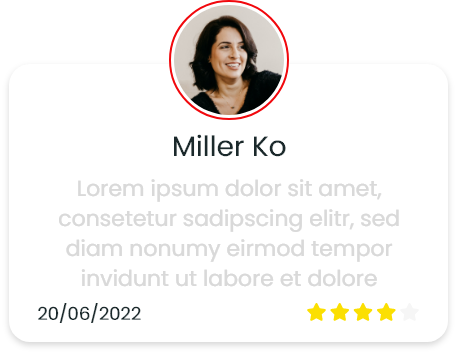 Miller Ko
Lorem ipsum dolor sit amet,
consetetur sadipscing elitr, sed
diam nonumy eirmod tempor
invidunt ut labore et dolore
20/06/2022